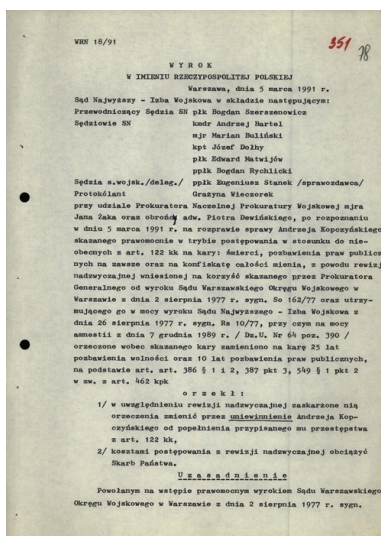 WRN 18/91
351
78
W Y R O K
W IMIENIU RZECZYPOSPOLITEJ POLSKIEJ
Warszawa, dnia 5 marca 1991 r.
Sąd Najwyższy - Izba Wojskowa w składzie następującym:
Przewodniczący Sędzia SN płk Bogdan Szerszenowicz
Sędziowie SN kmdr Andrzej Bartel
mjr Marian Buliński
kpt Józef Dołhy
płk Edward Matwijów
ppłk Bogdan Rychlicki
Sędzia s.wojsk./deleg./ ppłk Eugeniusz Stanek /sprawozdawca/
Protokólant Grażyna Wieczorek
przy udziale Prokuratora Naczelnej Prokuratury Wojskowej mjra
Jana Żaka oraz obrońcy adw. Piotra Dewińskiego, po rozpoznaniu
w dniu 5 marca 1991 r. na rozprawie sprawy Andrzeja Kopczyńskiego
skazanego prawomocnie w trybie postępowania w stosunku do nie-
obecnych z art. 122 kk na kary: śmierci, pozbawienia praw publicz
nych na zawsze oraz na konfiskatę całości mienia, z powodu rewizj
nadzwyczajnej wniesionej na korzyść skazanego przez Prokuratora
Generalnego od wyroku Sądu Warszawskiego Okręgu Wojskowego w
Warszawie z dnia 2 sierpnia 1977 r. sygn. So 162/77 oraz utrzy-
mującego go w mocy wyroku Sądu Najwyższego - Izba Wojskowa z
dnia 26 sierpnia 1977 r. sygn. Rs 10/77, przy czym na mocy
amnestii z dnia 7 grudnia 1989 r. / Dz.U. Nr 64 poz. 390 /
orzeczone wobec skazanego kary zamieniono na karę 25 lat
pozbawienia wolności oraz 10 lat pozbawienia praw publicznych,
na podstawie art. art. 386 § 1 i 2, 387 pkt 3, 549 § 1 pkt 2
w zw. z art. 462 kpk
o r z e k ł :
1/ w uwzględnieniu rewizji nadzwyczajnej zaskarżone nią
orzeczenia zmienić przez uniewinnienie Andrzeja Kop-
czyńskiego od popełnienia przypisanego mu przestępstwa
z art. 122 kk,
2/ kosztami postępowania z rewizji nadzwyczajnej obciążyć
Skarb Państwa.
U z a s a d n i e n i e
Powołanym na wstępie prawomocnym wyrokiem Sądu Warszawskiego
Okręgu Wojskowego w Warszawie z dnia 2 sierpnia 1977 r. sygn.